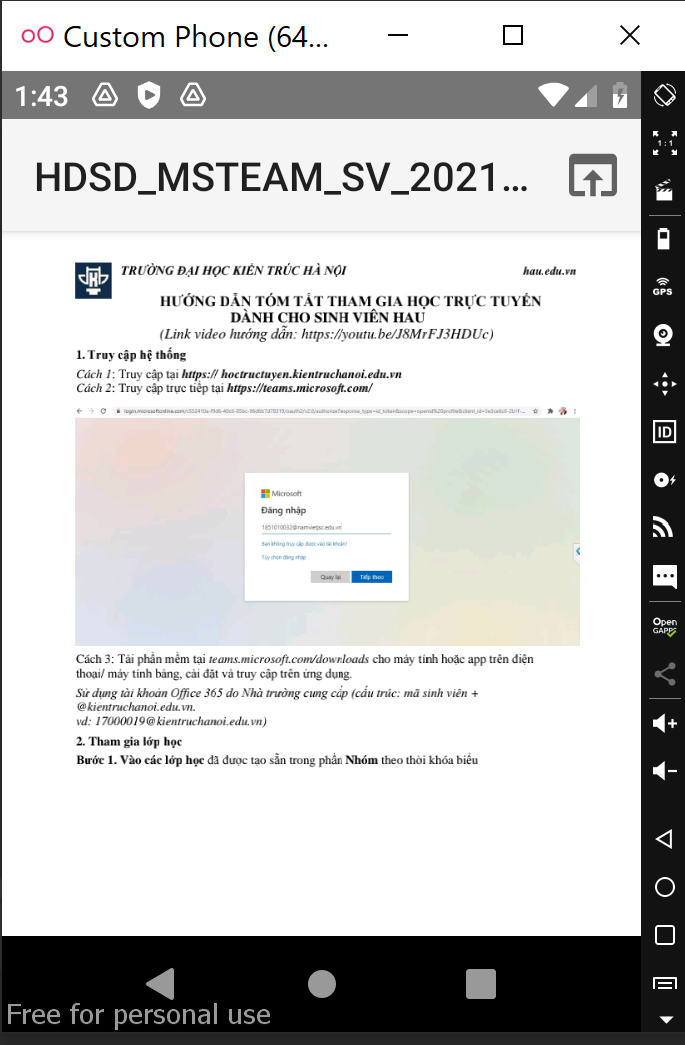 Custom Phone (64...
1:43
HDSD_MSTEAM_SV_2021...
TRƯỜNG ĐẠI HỌC KIẾN TRÚC HÀ NỘI
hau.edu.vn
HƯỚNG DẪN TÓM TẮT THAM GIA HỌC TRỰC TUYẾN
DÀNH CHO SINH VIÊN HAU
(Link video hướng dẫn: https://youtu.be/J8MrFJ3HDUc)
1. Truy cập hệ thống
Cách 1: Truy cập tại https:// hoctructuyen.kientruchanoi.edu.vn
Cách 2: Truy cập trực tiếp tại https://teams.microsoft.com/
Microsoft
Đăng nhập
1851010032@namvietjsc.edu.vn
Bạn không truy cập được vào tài khoản?
Tùy chọn đăng nhập
Quay lại
Tiếp theo
Cách 3: Tải phần mềm tại teams.microsoft.com/downloads cho máy tính hoặc app trên điện
thoại/ máy tính bảng, cài đặt và truy cập trên ứng dụng.
Sử dụng tài khoản Office 365 do Nhà trường cung cấp (cấu trúc: mã sinh viên +
@kientruchanoi.edu.vn.
vd: 17000019@kientruchanoi.edu.vn)
2. Tham gia lớp học
Bước 1. Vào các lớp học đã được tạo sẵn trong phần Nhóm theo thời khóa biểu
1:1
GPS
ID
Open
GAPPS
Free for personal use